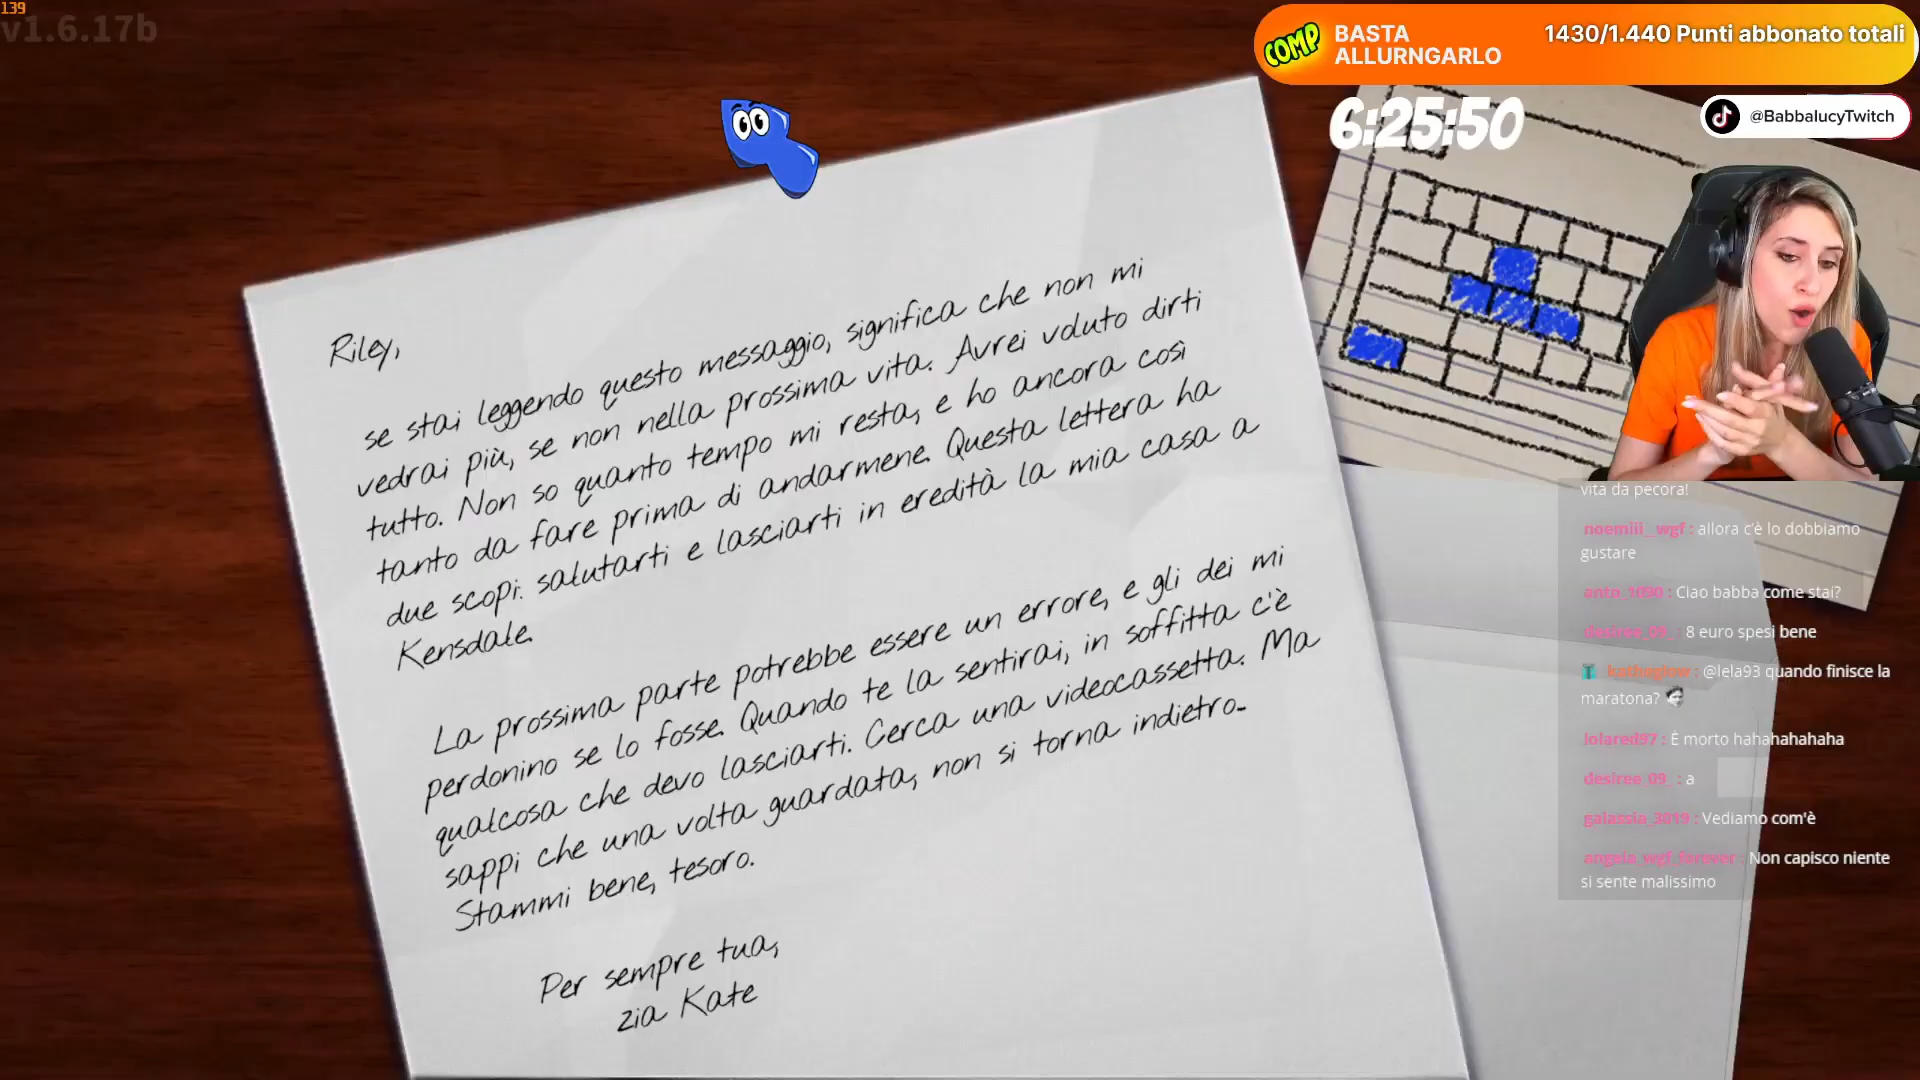 139
v1.6.17b
COMP
BASTA
ALLURNGARLO
1430/1.440 Punti abbonato totali
6:25:50
@BabbalucyTwitch
Riley,
se stai leggendo questo messaggio, significa che non mi
vedrai più, se non nella prossima vita. Avrei voluto dirti
tutto. Non so quanto tempo mi resta, e ho ancora così
tanto da fare prima di andarmene. Questa lettera ha
due scopi: salutarti e lasciarti in eredità la mia casa a
Kensdale.
La prossima parte potrebbe essere un errore, e gli dei mi
perdonino se lo fosse. Quando te la sentirai, in soffitta c'è
qualcosa che devo lasciarti. Cerca una videocassetta. Ma
sappi che una volta guardata, non si torna indietro.
Stammi bene, tesoro.
Per sempre tua,
zia Kate
vita da pecora!
noemiii_wgf : allora c'è lo dobbiamo
gustare
anto_1030 : Ciao babba come stai?
desiree_09_ : 8 euro spesi bene
: @lela93 quando finisce la
maratona?
lolared97 : È morto hahahahahaha
desiree_09_ : a
galassia_3019 : Vediamo com'è
angela_wgf_forever : Non capisco niente
si sente malissimo